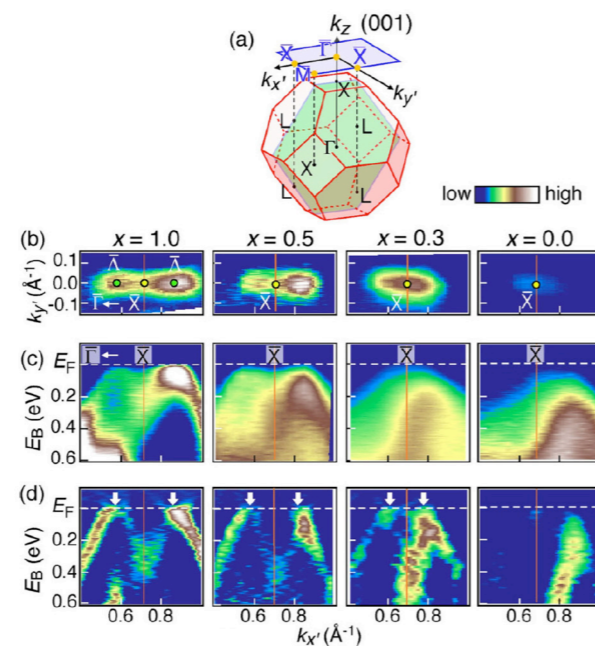 (a)
k_z (001)
X̄ Γ̄ X̄
M̄
k_x' k_y'
X
L L
Γ
X
L L
low high
(b) x = 1.0 x = 0.5 x = 0.3 x = 0.0
k_y' (Å⁻¹)
0.1
0.0
-0.1
Λ̄ Λ̄
Γ̄ ← X̄ X̄ X̄ X̄
(c)
E_F
0.2
0.4
0.6
E_B (eV)
Γ̄ ← X̄ X̄ X̄ X̄
(d)
E_F
0.2
0.4
0.6
E_B (eV)
0.6 0.8 0.6 0.8 0.6 0.8 0.6 0.8
k_x' (Å⁻¹)